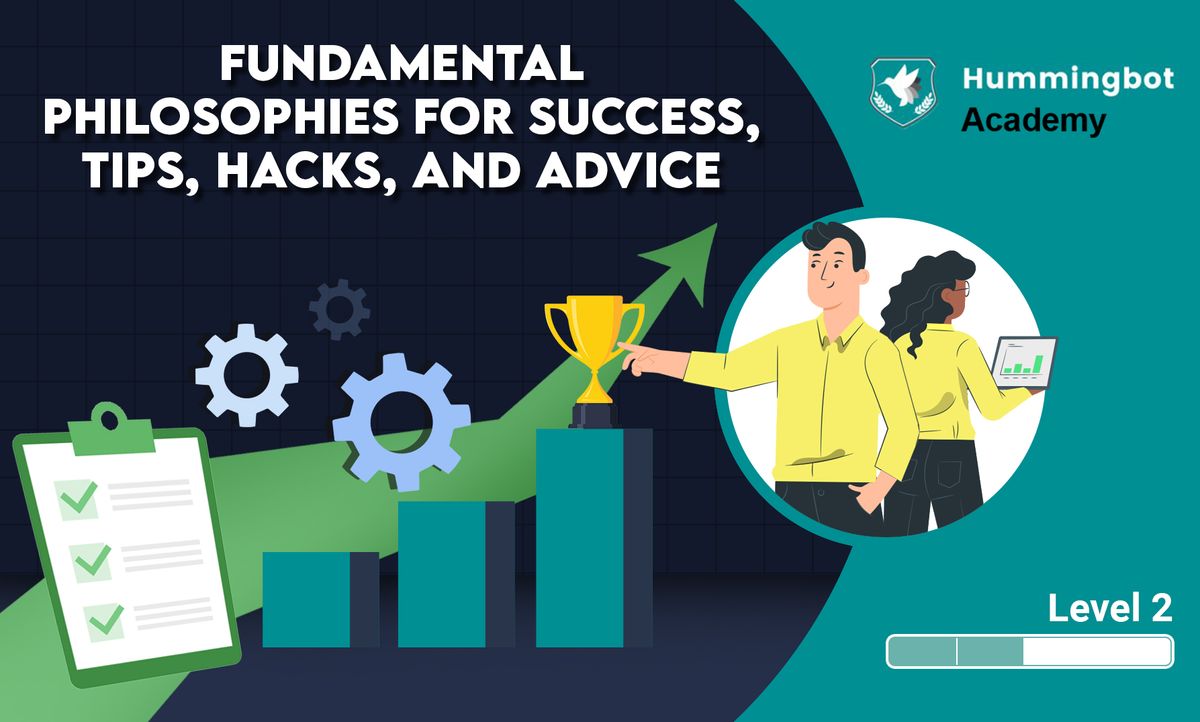 FUNDAMENTAL
PHILOSOPHIES FOR SUCCESS,
TIPS, HACKS, AND ADVICE
Hummingbot
Academy
Level 2